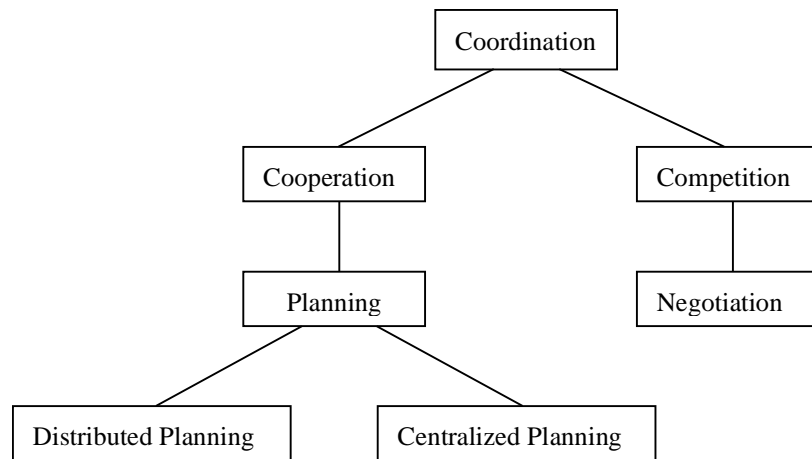 Coordination
Cooperation
Competition
Planning
Negotiation
Distributed Planning
Centralized Planning